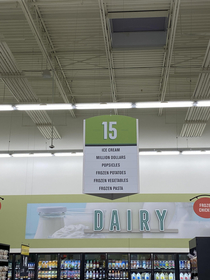 15
ICE CREAM
MILLION DOLLARS
POPSICLES
FROZEN POTATOES
FROZEN VEGETABLES
FROZEN PASTA
DAIRY